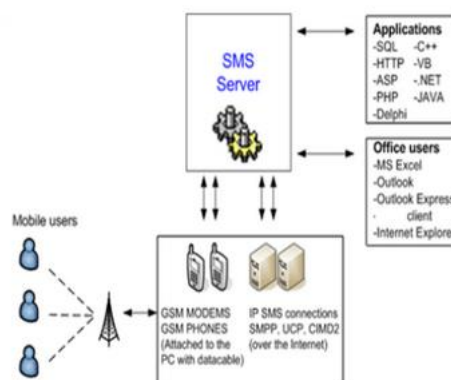 SMS
Server
Applications
-SQL -C++
-HTTP -VB
-ASP -.NET
-PHP -JAVA
-Delphi
Office users
-MS Excel
-Outlook
-Outlook Express
- client
-Internet Explore
Mobile users
GSM MODEMS
GSM PHONES
(Attached to the
PC with datacable)
IP SMS connections
SMPP, UCP, CIMD2
(over the Internet)